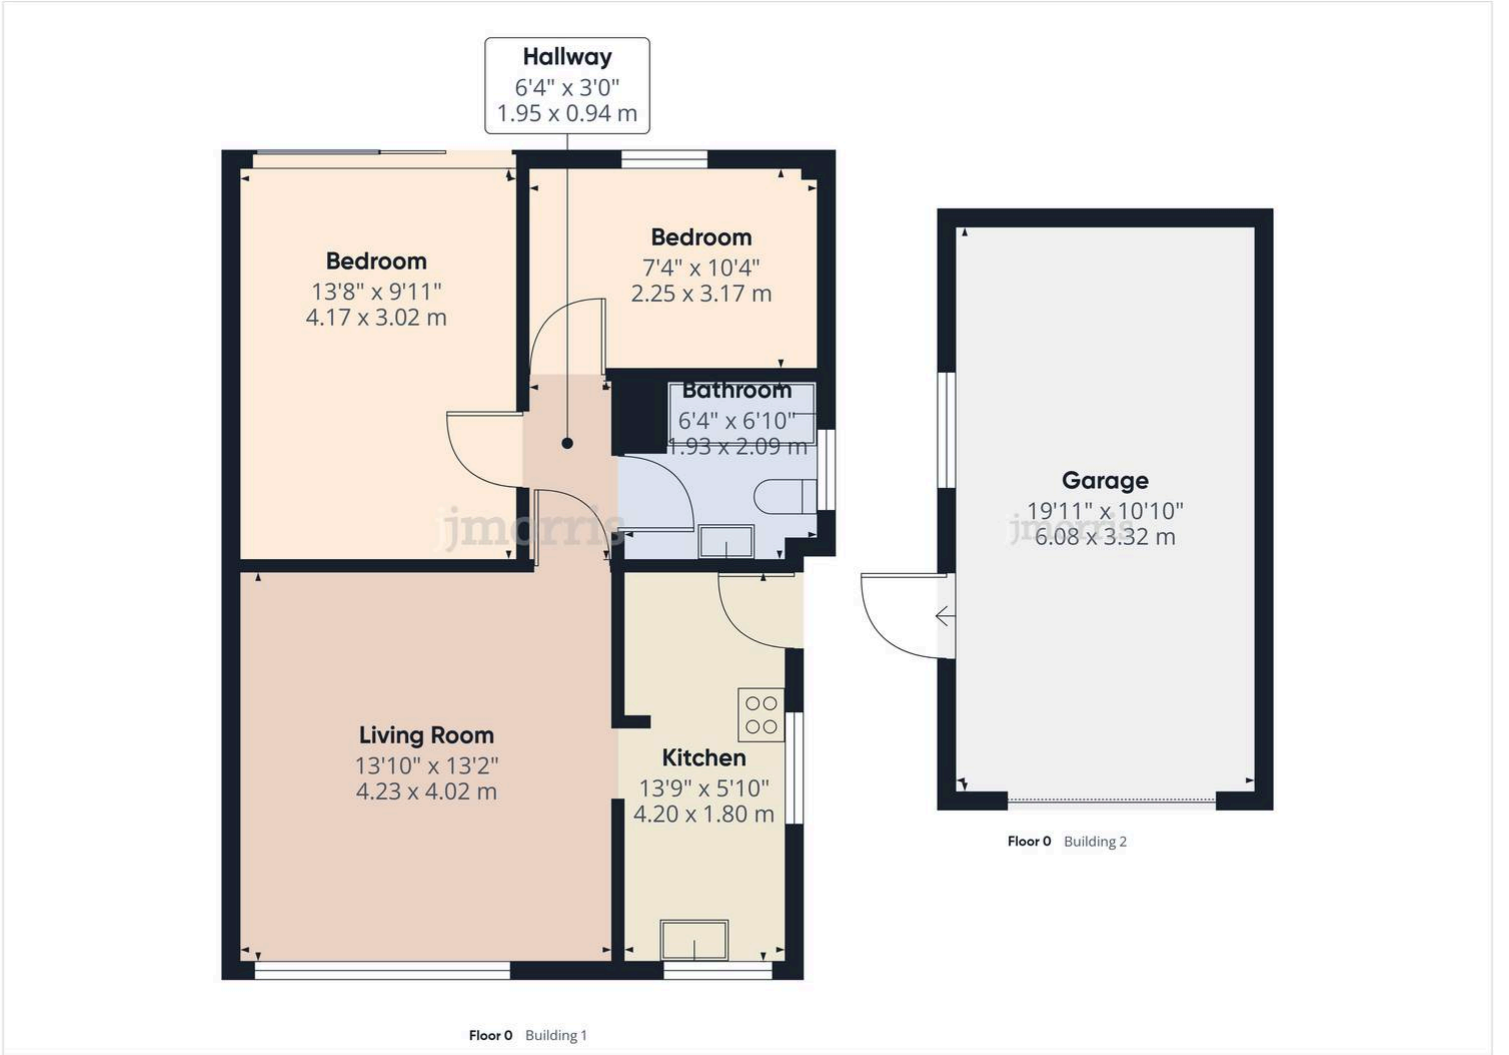 Hallway
6'4" x 3'0"
1.95 x 0.94 m
Bedroom
13'8" x 9'11"
4.17 x 3.02 m
Bedroom
7'4" x 10'4"
2.25 x 3.17 m
Bathroom
6'4" x 6'10"
1.93 x 2.09 m
jmorris
Living Room
13'10" x 13'2"
4.23 x 4.02 m
Kitchen
13'9" x 5'10"
4.20 x 1.80 m
Floor 0 Building 1
Garage
19'11" x 10'10"
jmorris
6.08 x 3.32 m
Floor 0 Building 2